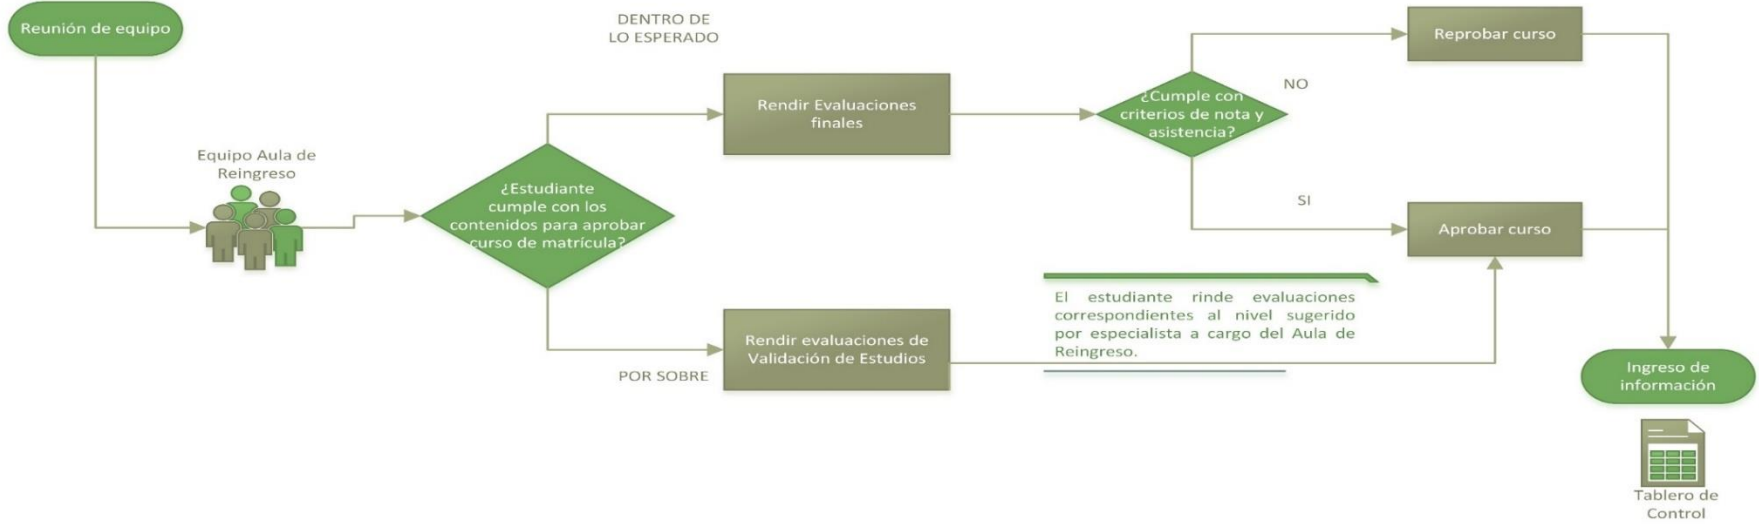 Reunión de equipo
Equipo Aula de
Reingreso
¿Estudiante
cumple con los
contenidos para aprobar
curso de matrícula?
DENTRO DE
LO ESPERADO
Rendir Evaluaciones
finales
¿Cumple con
criterios de nota y
asistencia?
NO
Reprobar curso
SI
Aprobar curso
POR SOBRE
Rendir evaluaciones de
Validación de Estudios
El estudiante rinde evaluaciones
correspondientes al nivel sugerido
por especialista a cargo del Aula de
Reingreso.
Ingreso de
información
Tablero de
Control